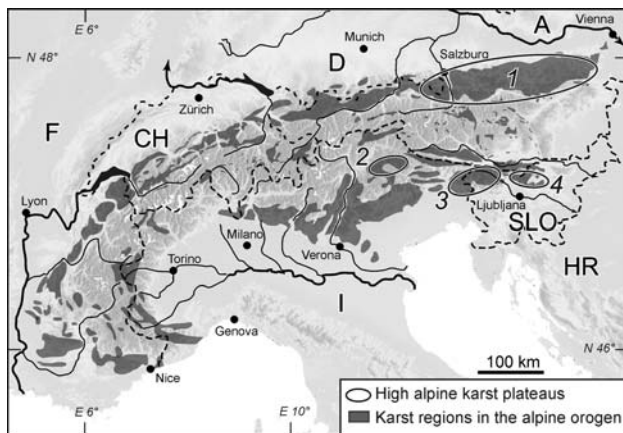 E 6° E 10° A Vienna
N 48° Munich
D Salzburg
1
Zürich
F CH
2
3 4
Lyon Ljubljana
SLO
Milano
Verona
Torino HR
I
Genova
100 km N 46°
Nice
E 6° E 10°
High alpine karst plateaus
Karst regions in the alpine orogen